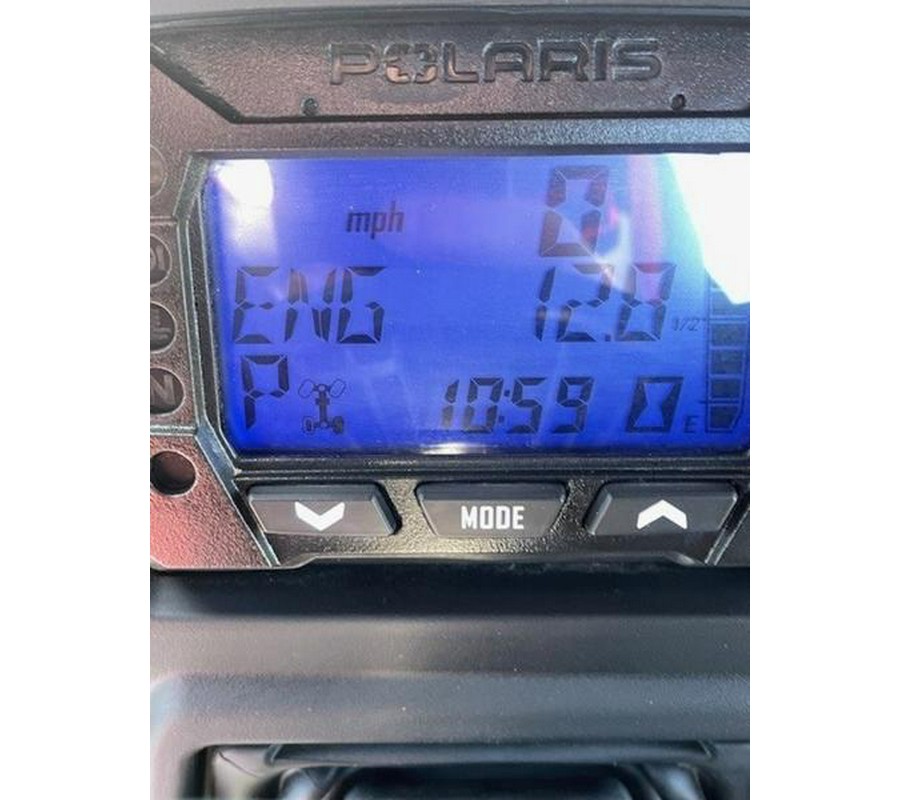 POLARIS
mph 0
ENG 12.8
1/2
P 10:59 E
N
MODE